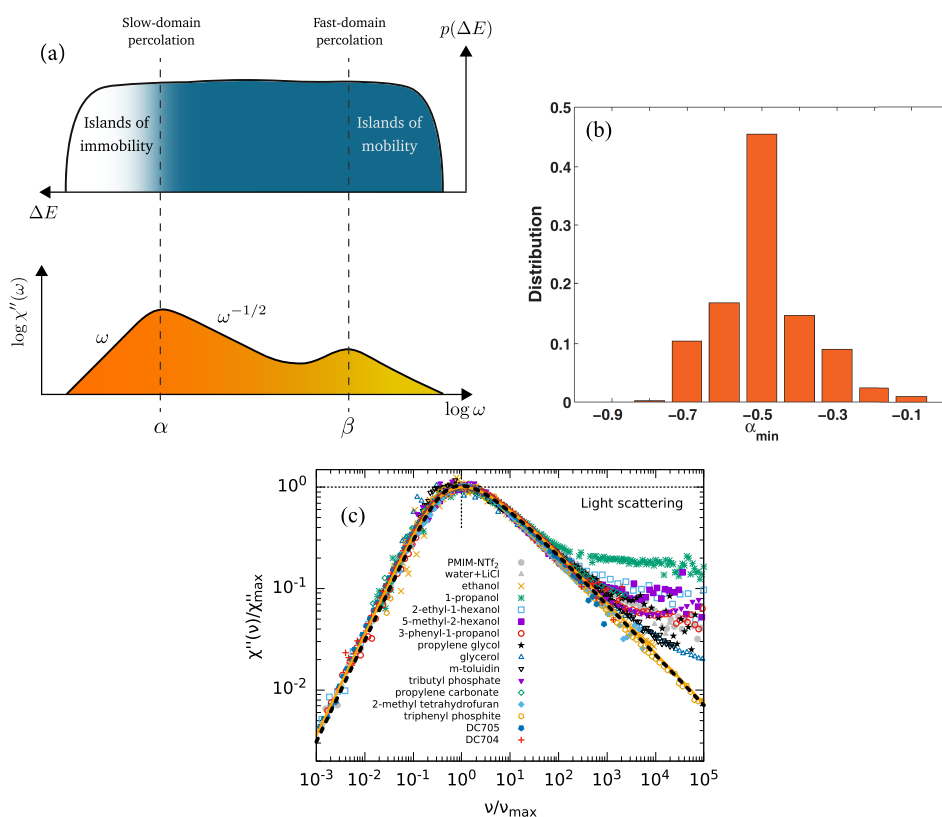 Slow-domain
percolation
Fast-domain
percolation
p(ΔE)
(a)
Islands of
immobility
Islands of
mobility
ΔE
log χ′′(ω)
ω
ω^{−1/2}
log ω
α
β
(b)
Distribution
0.5
0.4
0.3
0.2
0.1
0
−0.9 −0.7 −0.5 −0.3 −0.1
α_min
(c)
Light scattering
χ''(ν)/χ''_max
10^0
10^{-1}
10^{-2}
PMIM-NTf₂
water+LiCl
ethanol
1-propanol
2-ethyl-1-hexanol
5-methyl-2-hexanol
3-phenyl-1-propanol
propylene glycol
glycerol
m-toluidin
tributyl phosphate
propylene carbonate
2-methyl tetrahydrofuran
triphenyl phosphite
DC705
DC704
10^{-3} 10^{-2} 10^{-1} 10^0 10^1 10^2 10^3 10^4 10^5
ν/ν_max